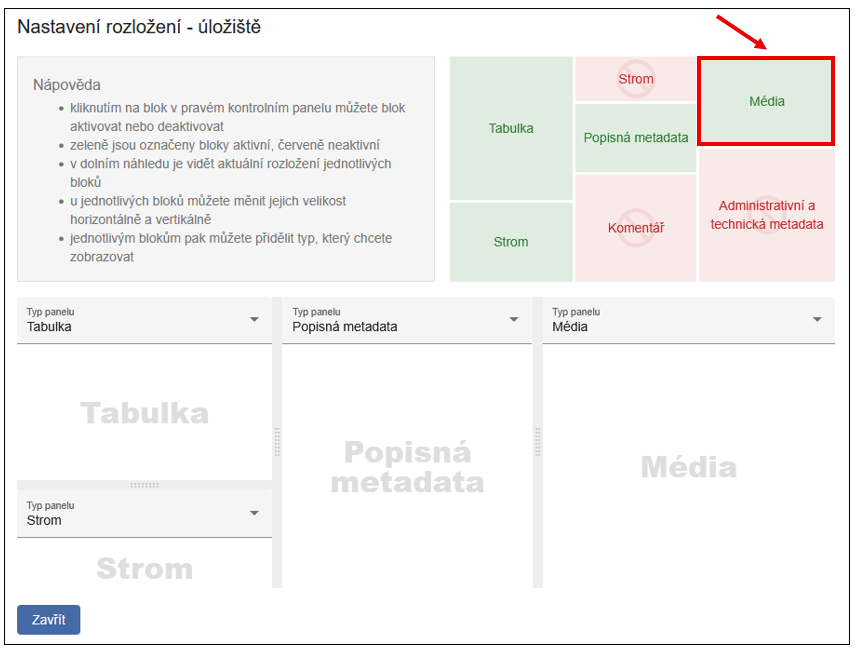 Nastavení rozložení - úložiště
Nápověda
• kliknutím na blok v pravém kontrolním panelu můžete blok
aktivovat nebo deaktivovat
• zeleně jsou označeny bloky aktivní, červeně neaktivní
• v dolním náhledu je vidět aktuální rozložení jednotlivých
bloků
• u jednotlivých bloků můžete měnit jejich velikost
horizontálně a vertikálně
• jednotlivým blokům pak můžete přidělit typ, který chcete
zobrazovat
Tabulka
Strom
Strom
Popisná metadata
Komentář
Média
Administrativní a
technická metadata
Typ panelu
Tabulka
Tabulka
Typ panelu
Strom
Strom
Typ panelu
Popisná metadata
Popisná
metadata
Typ panelu
Média
Média
Zavřít